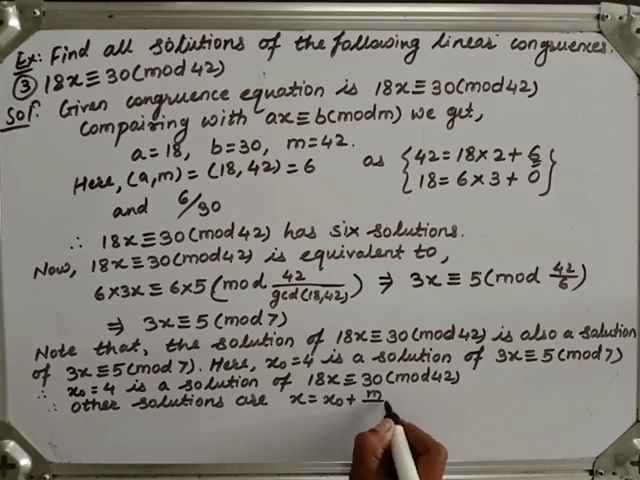 Ex: Find all solutions of the following linear congruences.
③ 18x≡30(mod 42)
Solⁿ. Given congruence equation is 18x≡30(mod 42)
Compairing with ax≡b(mod m) we get,
a=18, b=30, m=42.
Here, (a,m)=(18,42)=6 as {42=18×2+6
18=6×3+0}
and 6/30
∴ 18x≡30(mod 42) has six solutions.
Now, 18x≡30(mod 42) is equivalent to,
6×3x≡6×5(mod 42/gcd(18,42)) ⇒ 3x≡5(mod 42/6)
⇒ 3x≡5(mod 7)
Note that, the solution of 18x≡30(mod 42) is also a solution
of 3x≡5(mod 7). Here, x₀=4 is a solution of 3x≡5(mod 7)
∴ x₀=4 is a solution of 18x≡30(mod 42)
∴ other solutions are x=x₀+ m